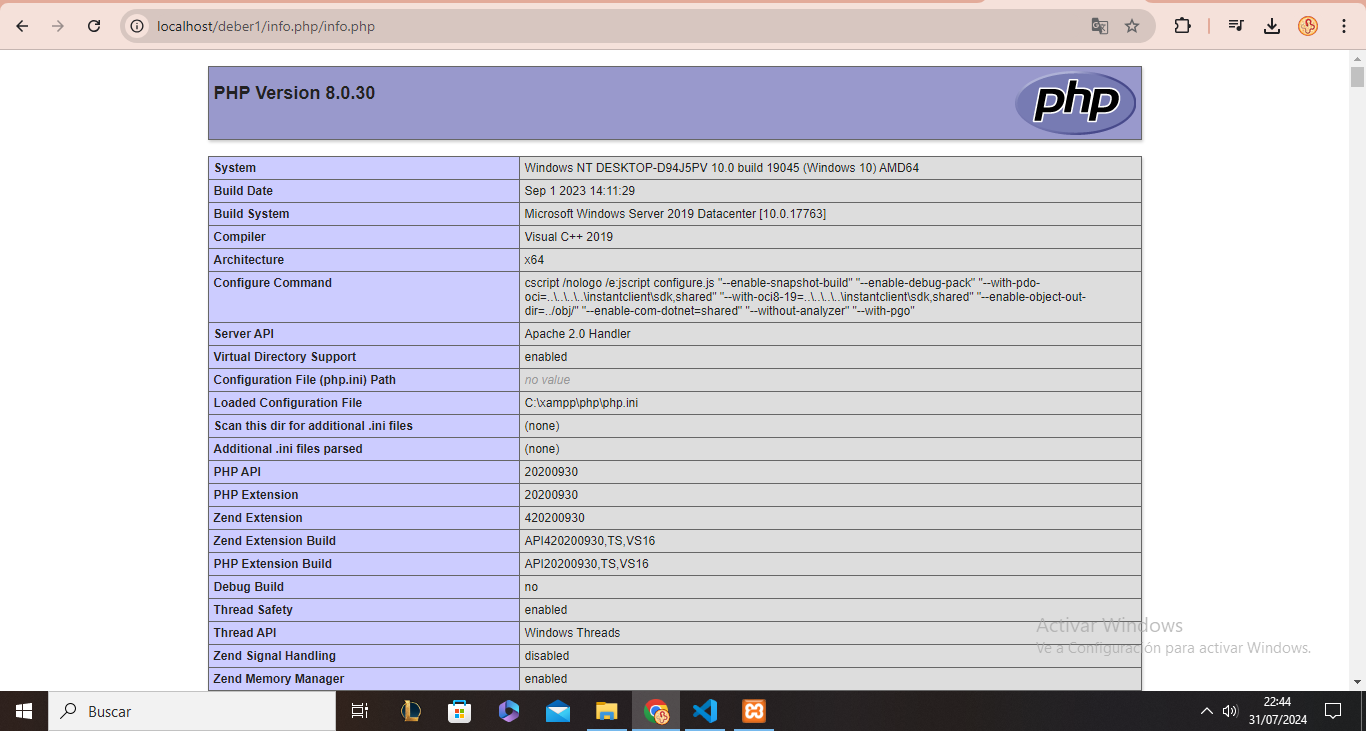 localhost/deber1/info.php/info.php
PHP Version 8.0.30
php
System Windows NT DESKTOP-D94J5PV 10.0 build 19045 (Windows 10) AMD64
Build Date Sep 1 2023 14:11:29
Build System Microsoft Windows Server 2019 Datacenter [10.0.17763]
Compiler Visual C++ 2019
Architecture x64
Configure Command cscript /nologo /e:jscript configure.js "--enable-snapshot-build" "--enable-debug-pack" "--with-pdo-
oci=..\..\..\..\instantclient\sdk,shared" "--with-oci8-19=..\..\..\..\instantclient\sdk,shared" "--enable-object-out-
dir=../obj/" "--enable-com-dotnet=shared" "--without-analyzer" "--with-pgo"
Server API Apache 2.0 Handler
Virtual Directory Support enabled
Configuration File (php.ini) Path no value
Loaded Configuration File C:\xampp\php\php.ini
Scan this dir for additional .ini files (none)
Additional .ini files parsed (none)
PHP API 20200930
PHP Extension 20200930
Zend Extension 420200930
Zend Extension Build API420200930,TS,VS16
PHP Extension Build API20200930,TS,VS16
Debug Build no
Thread Safety enabled
Thread API Windows Threads
Zend Signal Handling disabled
Zend Memory Manager enabled
Activar Windows
Ve a Configuración para activar Windows.
Buscar
22:44
31/07/2024